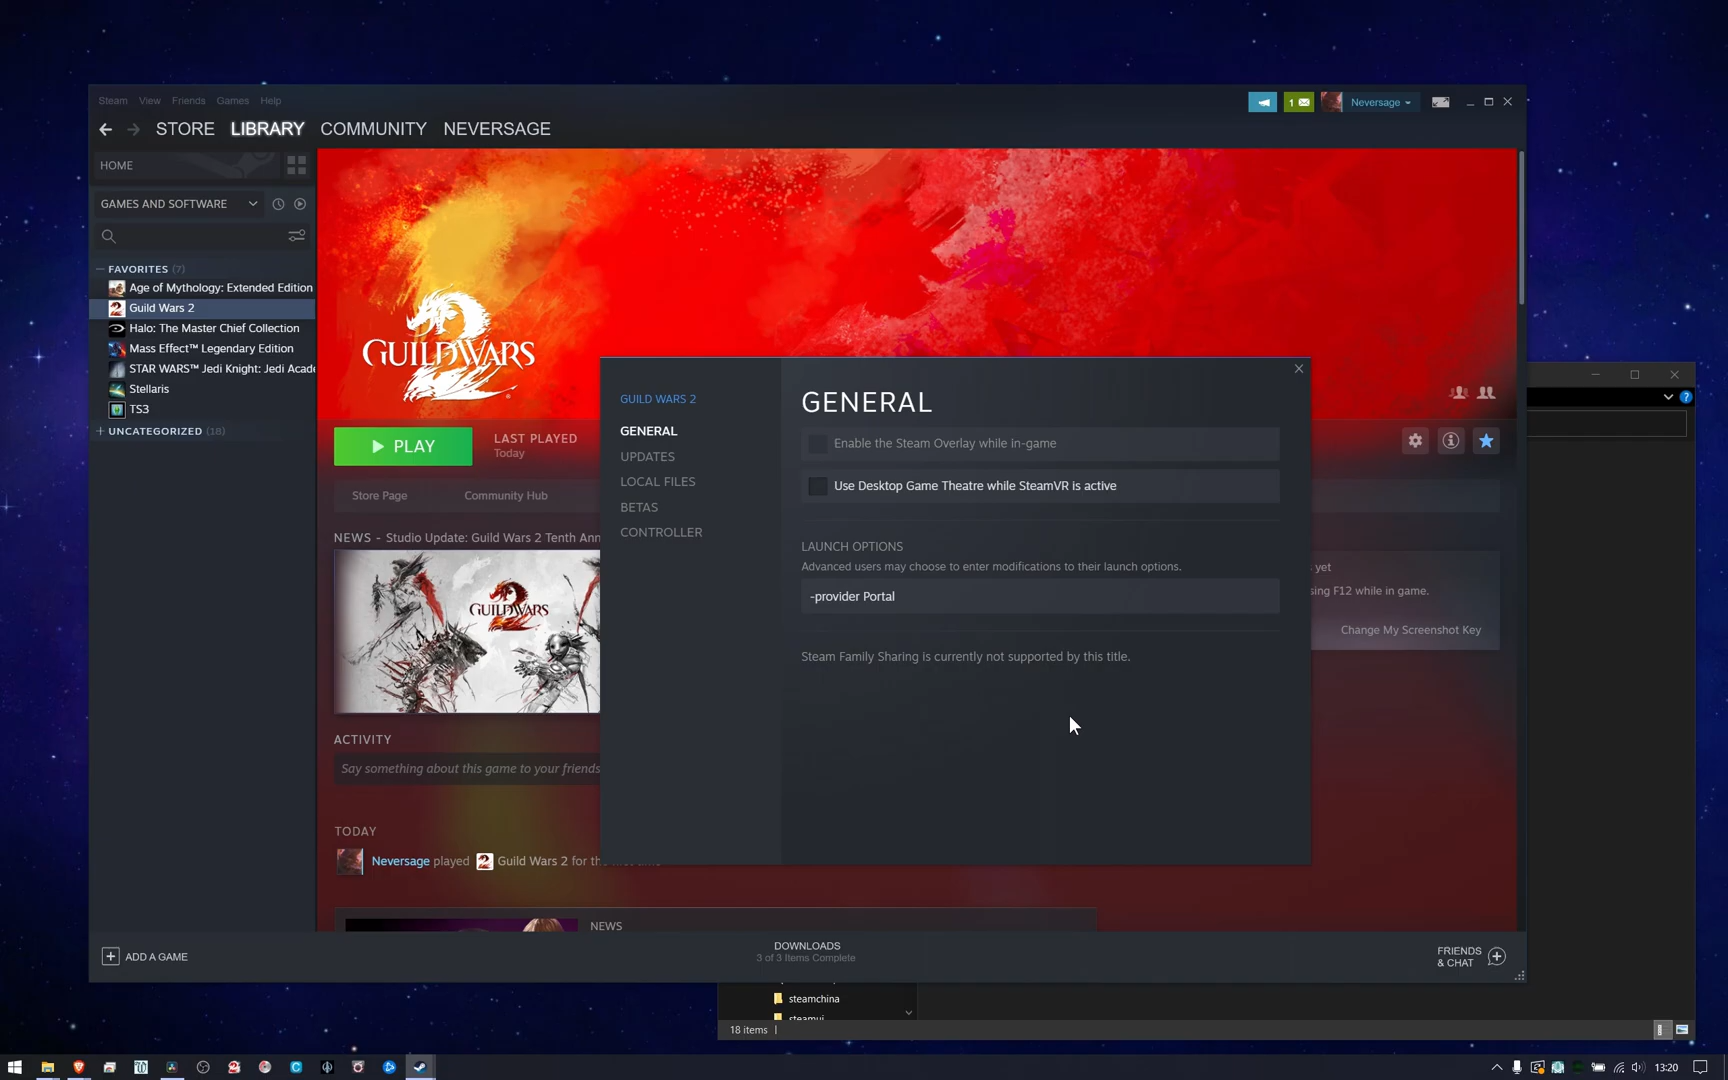 Steam View Friends Games Help
1
Neversage
STORE LIBRARY COMMUNITY NEVERSAGE
HOME
GAMES AND SOFTWARE
FAVORITES (7)
Age of Mythology: Extended Edition
Guild Wars 2
Halo: The Master Chief Collection
Mass Effect™ Legendary Edition
STAR WARS™ Jedi Knight: Jedi Acade
Stellaris
TS3
UNCATEGORIZED (18)
GUILDWARS
2
PLAY
LAST PLAYED
Today
Store Page Community Hub
NEWS - Studio Update: Guild Wars 2 Tenth Ann
GUILDWARS
2
ACTIVITY
Say something about this game to your friends
TODAY
Neversage played Guild Wars 2 for the first time
NEWS
GUILD WARS 2
GENERAL
UPDATES
LOCAL FILES
BETAS
CONTROLLER
GENERAL
Enable the Steam Overlay while in-game
Use Desktop Game Theatre while SteamVR is active
LAUNCH OPTIONS
Advanced users may choose to enter modifications to their launch options.
-provider Portal
Steam Family Sharing is currently not supported by this title.
yet
F12 while in game.
Change My Screenshot Key
ADD A GAME
DOWNLOADS
3 of 3 Items Complete
FRIENDS
& CHAT
steamchina
steamui
18 items
13:20